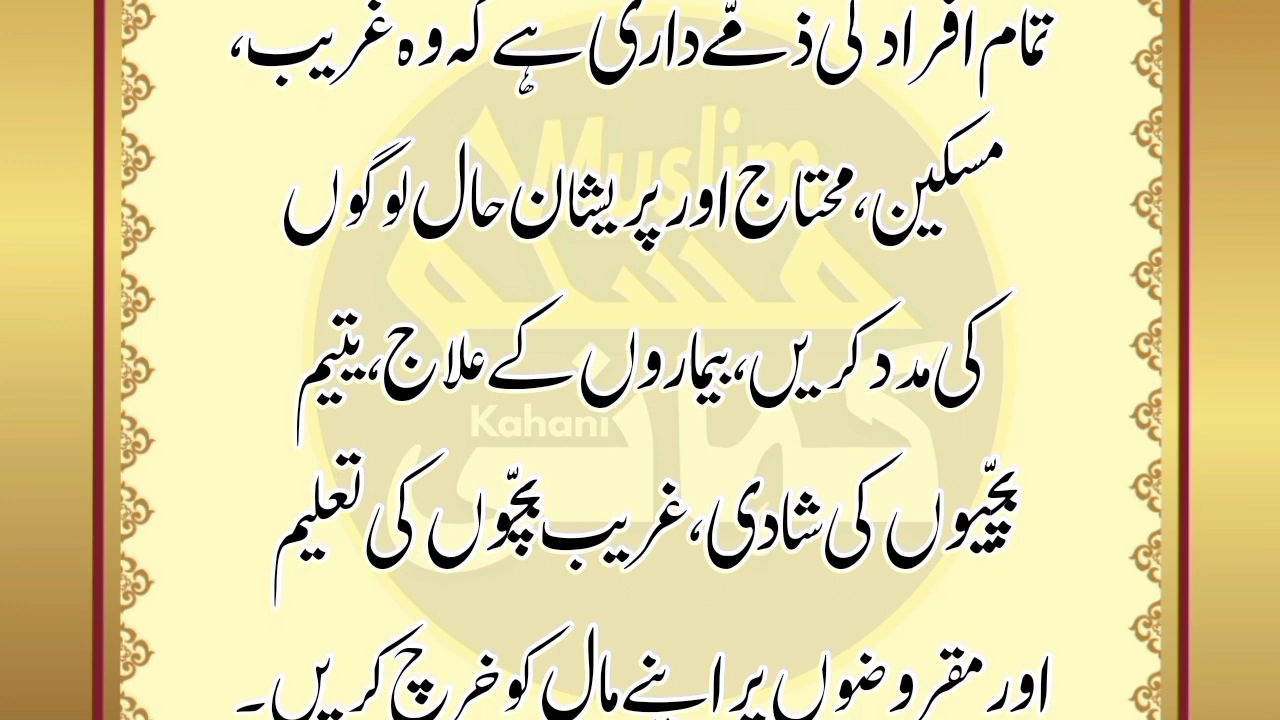 تمام افراد کی ذمّے داری ہے کہ وہ غریب،
مسکین، محتاج اور پریشان حال لوگوں
کی مدد کریں، بیماروں کے علاج، یتیم
بچّیوں کی شادی، غریب بچّوں کی تعلیم
اور مقروضوں پر اپنے مال کو خرچ کریں۔
Muslim
مسلم
Kahani
کہانی